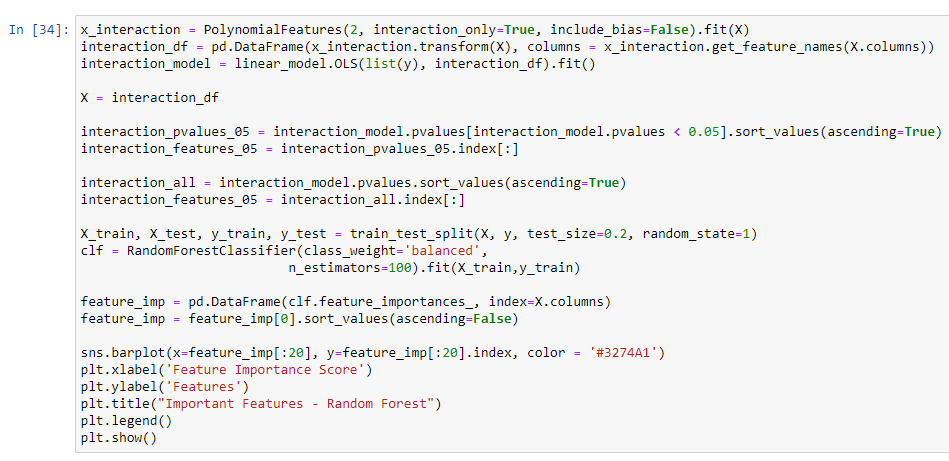 In [34]: x_interaction = PolynomialFeatures(2, interaction_only=True, include_bias=False).fit(X)
interaction_df = pd.DataFrame(x_interaction.transform(X), columns = x_interaction.get_feature_names(X.columns))
interaction_model = linear_model.OLS(list(y), interaction_df).fit()

X = interaction_df

interaction_pvalues_05 = interaction_model.pvalues[interaction_model.pvalues < 0.05].sort_values(ascending=True)
interaction_features_05 = interaction_pvalues_05.index[:]

interaction_all = interaction_model.pvalues.sort_values(ascending=True)
interaction_features_05 = interaction_all.index[:]

X_train, X_test, y_train, y_test = train_test_split(X, y, test_size=0.2, random_state=1)
clf = RandomForestClassifier(class_weight='balanced',
                           n_estimators=100).fit(X_train,y_train)

feature_imp = pd.DataFrame(clf.feature_importances_, index=X.columns)
feature_imp = feature_imp[0].sort_values(ascending=False)

sns.barplot(x=feature_imp[:20], y=feature_imp[:20].index, color = '#3274A1')
plt.xlabel('Feature Importance Score')
plt.ylabel('Features')
plt.title("Important Features - Random Forest")
plt.legend()
plt.show()